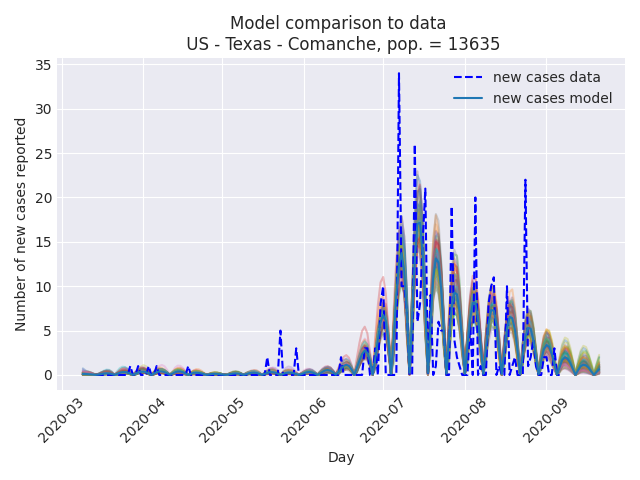 Model comparison to data
US - Texas - Comanche, pop. = 13635
new cases data
new cases model
Number of new cases reported
35
30
25
20
15
10
5
0
2020-03
2020-04
2020-05
2020-06
2020-07
2020-08
2020-09
Day